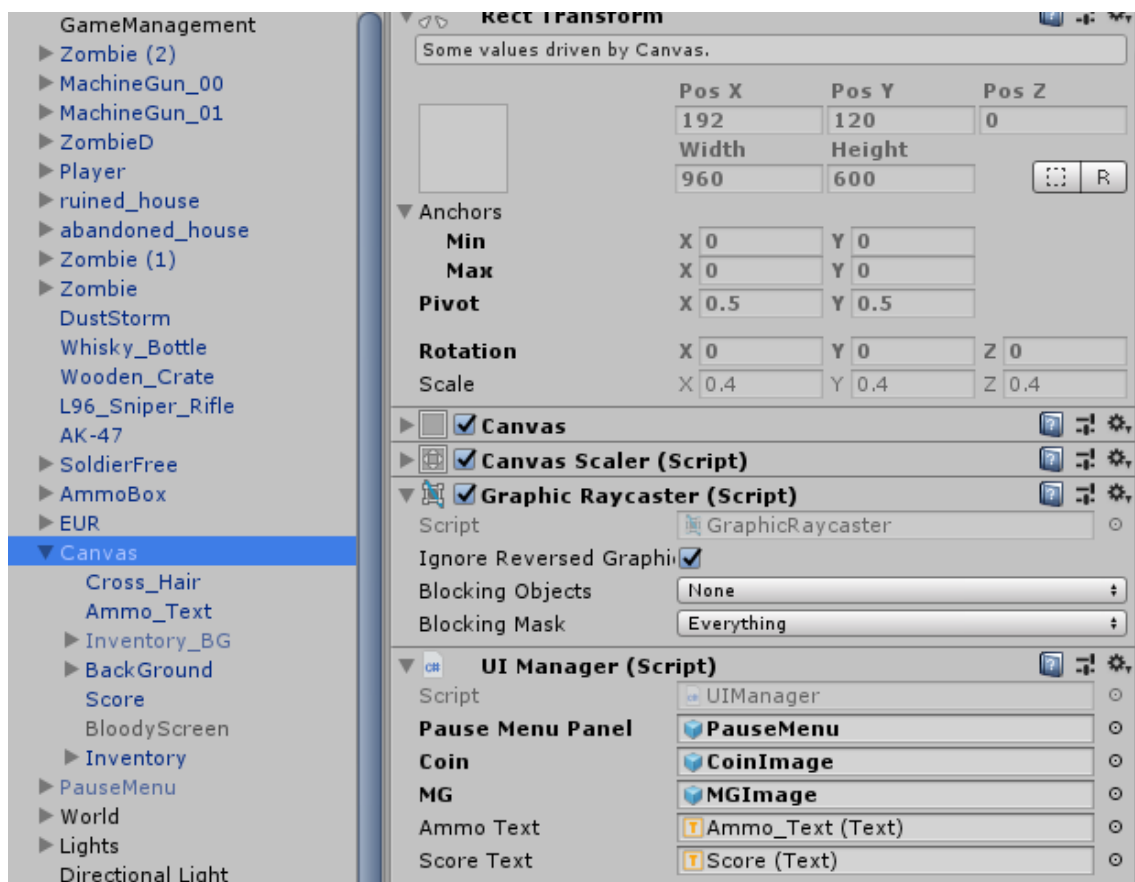 GameManagement
Zombie (2)
MachineGun_00
MachineGun_01
ZombieD
Player
ruined_house
abandoned_house
Zombie (1)
Zombie
DustStorm
Whisky_Bottle
Wooden_Crate
L96_Sniper_Rifle
AK-47
SoldierFree
AmmoBox
EUR
Canvas
Cross_Hair
Ammo_Text
Inventory_BG
BackGround
Score
BloodyScreen
Inventory
PauseMenu
World
Lights
Directional Light
Rect Transform
Some values driven by Canvas.
Pos X Pos Y Pos Z
192 120 0
Width Height
960 600 R
Anchors
Min X 0 Y 0
Max X 0 Y 0
Pivot X 0.5 Y 0.5
Rotation X 0 Y 0 Z 0
Scale X 0.4 Y 0.4 Z 0.4
Canvas
Canvas Scaler (Script)
Graphic Raycaster (Script)
Script GraphicRaycaster
Ignore Reversed Graphi
Blocking Objects None
Blocking Mask Everything
C# UI Manager (Script)
Script UIManager
Pause Menu Panel PauseMenu
Coin CoinImage
MG MGImage
Ammo Text T Ammo_Text (Text)
Score Text T Score (Text)